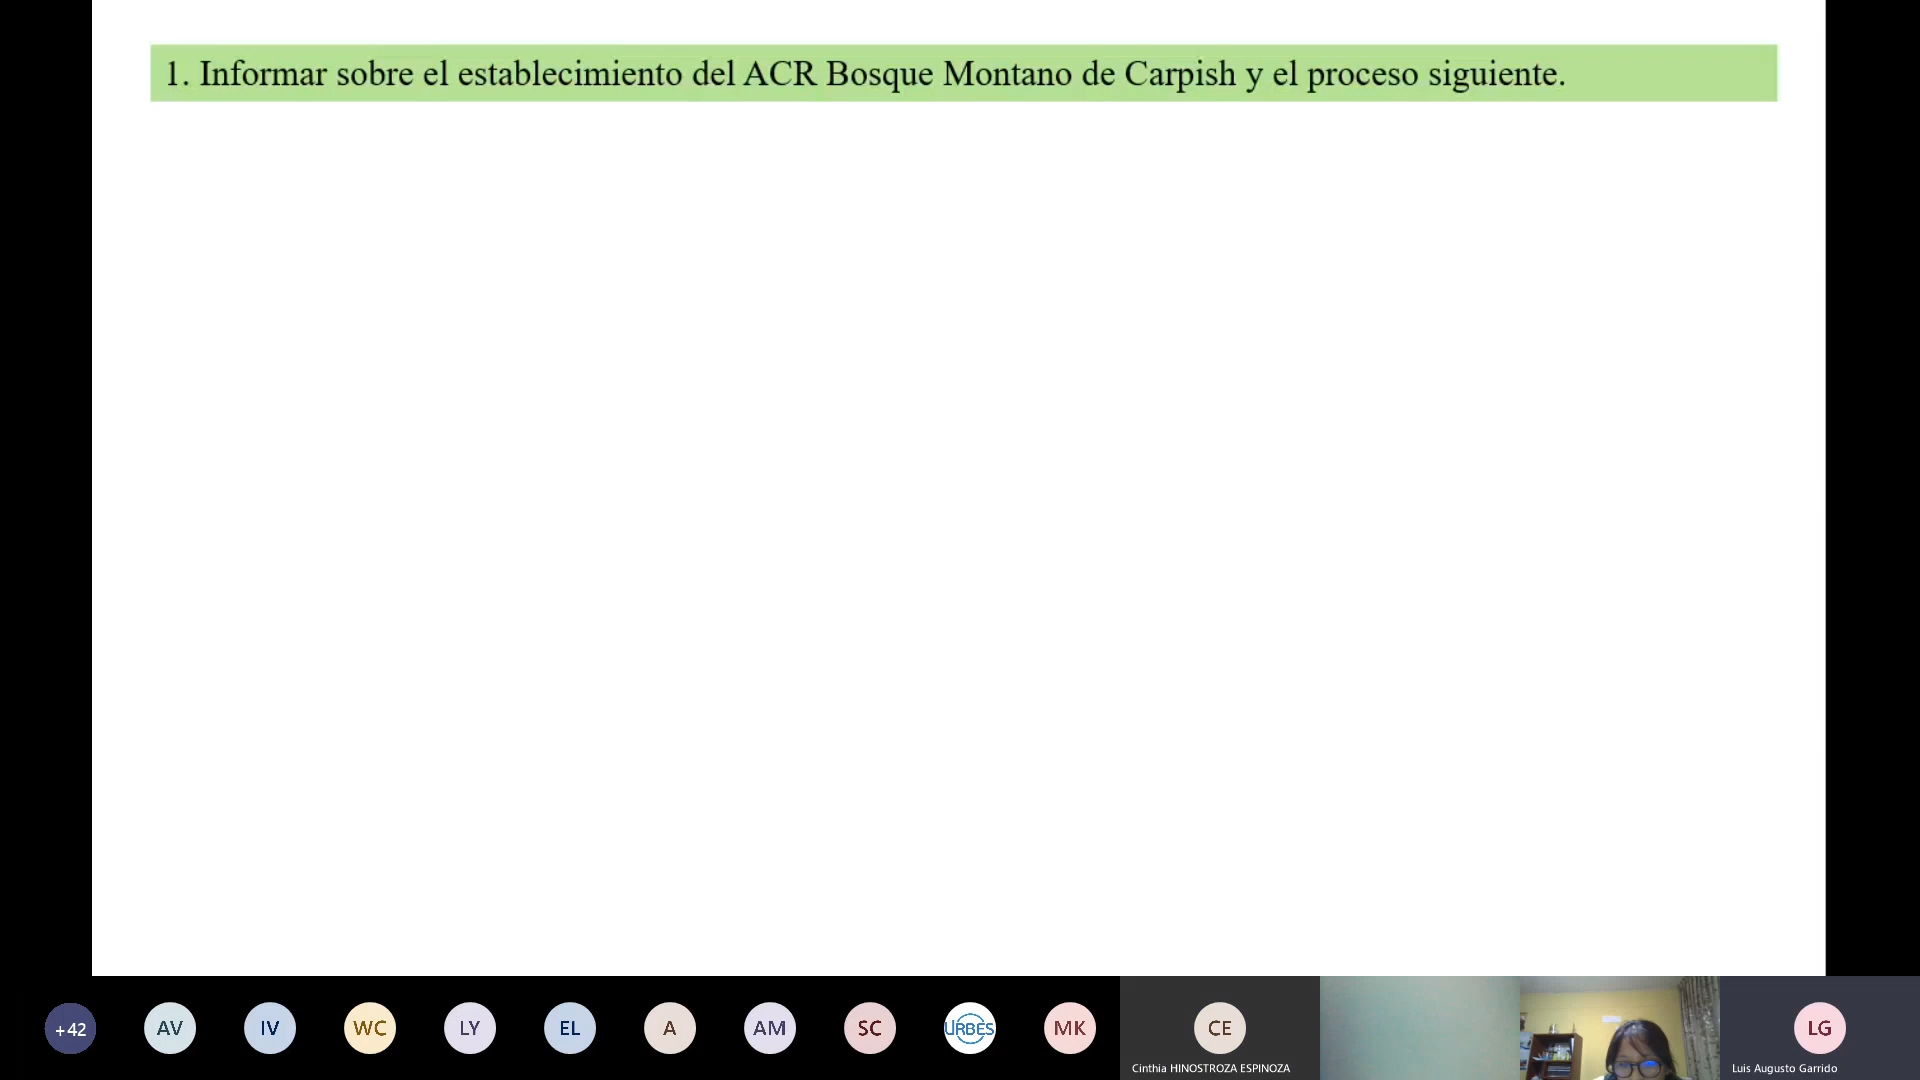 1. Informar sobre el establecimiento del ACR Bosque Montano de Carpish y el proceso siguiente.
+42
AV
IV
WC
LY
EL
A
AM
SC
URBES
MK
CE
LG
Cinthia HINOSTROZA ESPINOZA
Luis Augusto Garrido